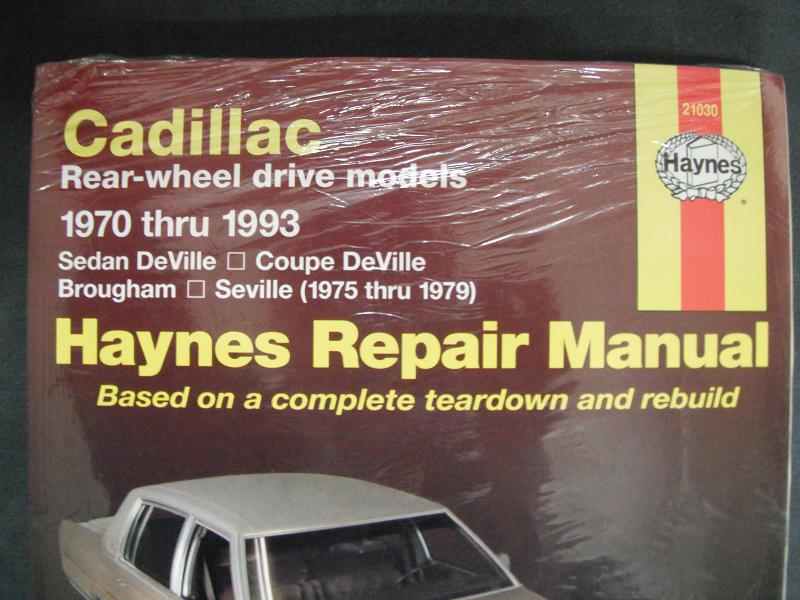 21030
Haynes
Cadillac
Rear-wheel drive models
1970 thru 1993
Sedan DeVille □ Coupe DeVille
Brougham □ Seville (1975 thru 1979)
Haynes Repair Manual
Based on a complete teardown and rebuild